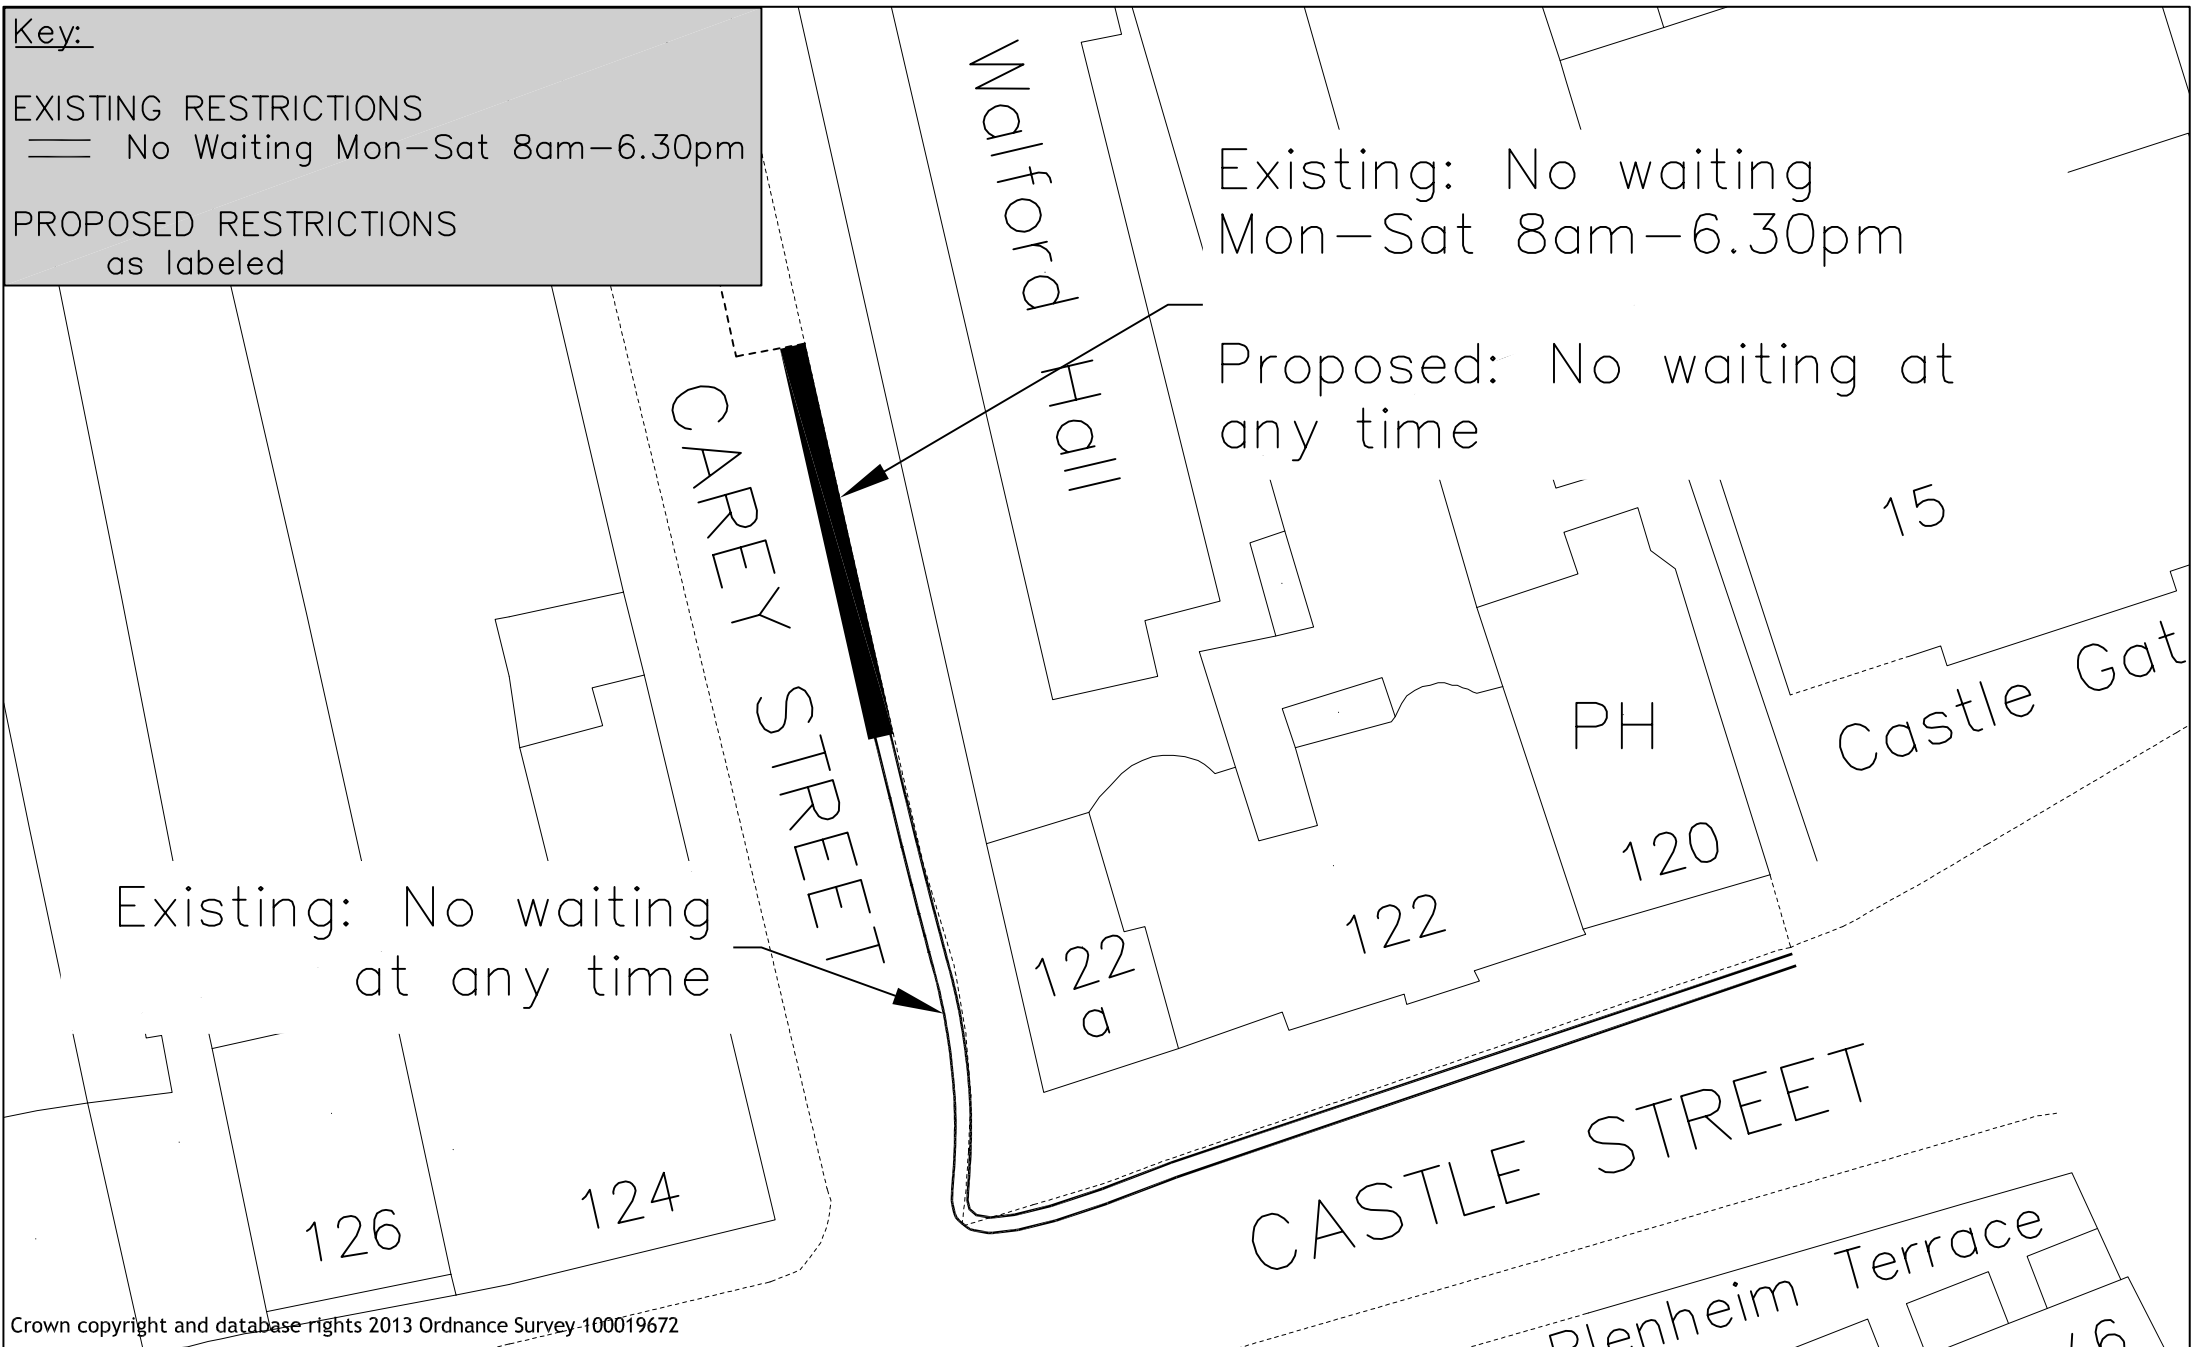 Key:
EXISTING RESTRICTIONS
No Waiting Mon-Sat 8am-6.30pm
PROPOSED RESTRICTIONS
as labeled
Walford Hall
Existing: No waiting
Mon-Sat 8am-6.30pm
Proposed: No waiting at
any time
CAREY STREET
15
Castle Gat
PH
120
122
122
a
Existing: No waiting
at any time
124
126
CASTLE STREET
Blenheim Terrace
Crown copyright and database rights 2013 Ordnance Survey 100019672